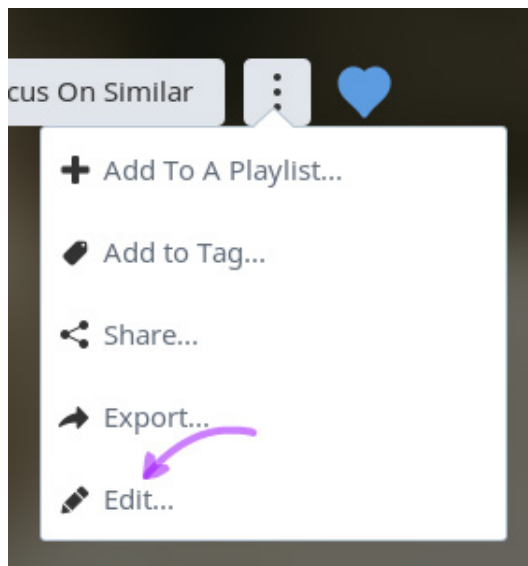 cus On Similar
Add To A Playlist...
Add to Tag...
Share...
Export...
Edit...